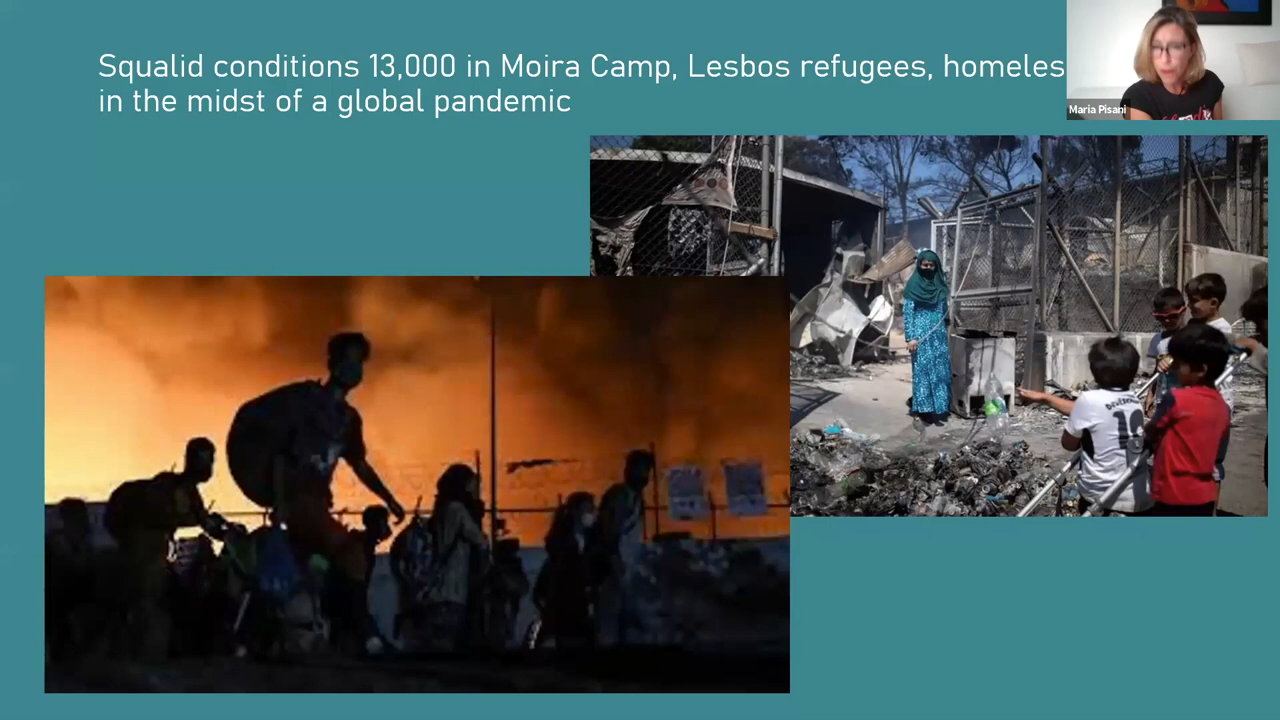 Squalid conditions 13,000 in Moira Camp, Lesbos refugees, homeles
in the midst of a global pandemic
Maria Pisani